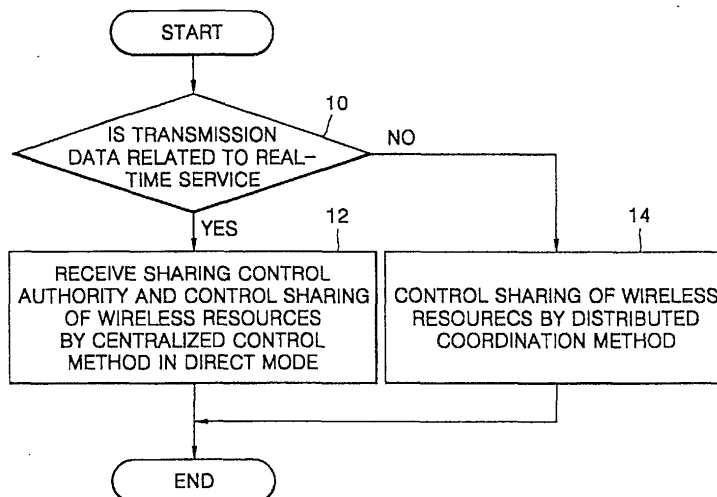 START
10
IS TRANSMISSION
DATA RELATED TO REAL-
TIME SERVICE
NO
YES
12
14
RECEIVE SHARING CONTROL
AUTHORITY AND CONTROL SHARING
OF WIRELESS RESOURCES
BY CENTRALIZED CONTROL
METHOD IN DIRECT MODE
CONTROL SHARING OF WIRELESS
RESOURECS BY DISTRIBUTED
COORDINATION METHOD
END